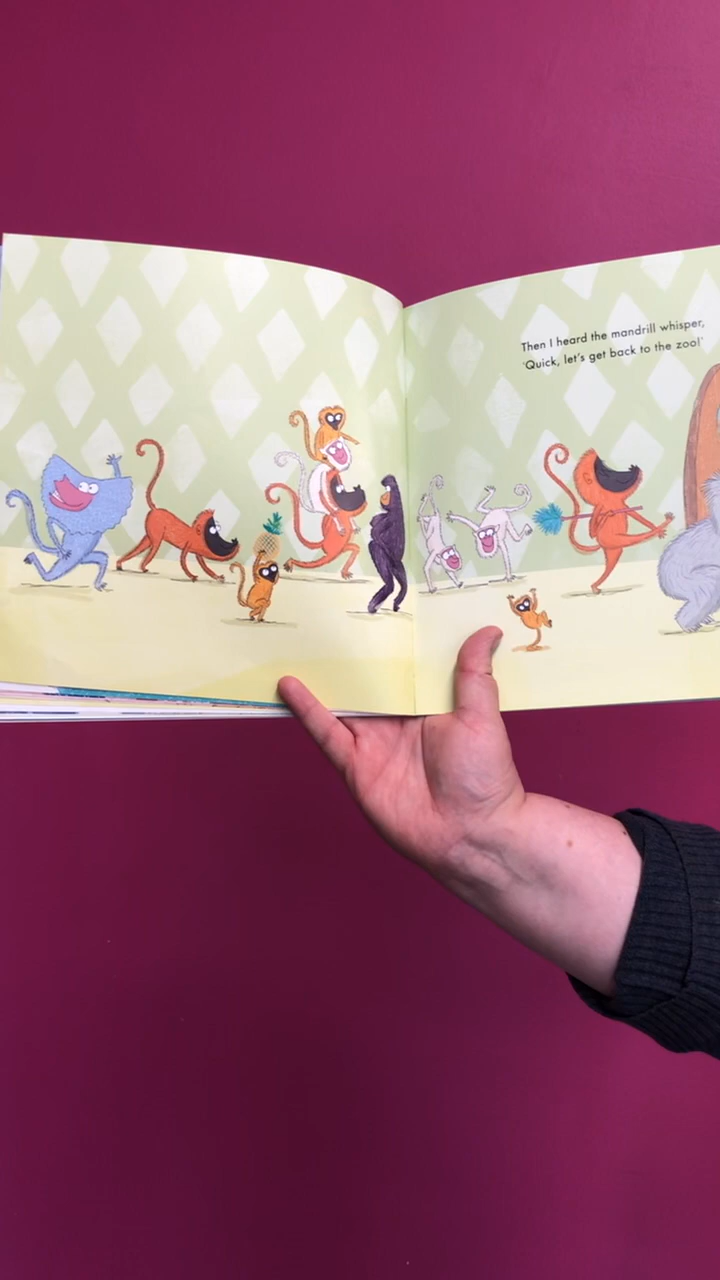 Then I heard the mandrill whisper,
'Quick, let's get back to the zoo!'